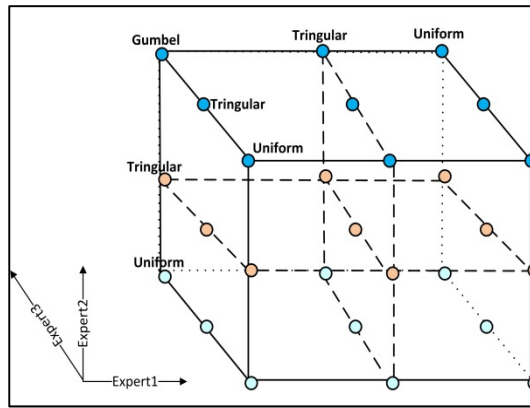 Gumbel Tringular Uniform
Tringular
Uniform
Tringular
Uniform
Expert3
Expert2
Expert1